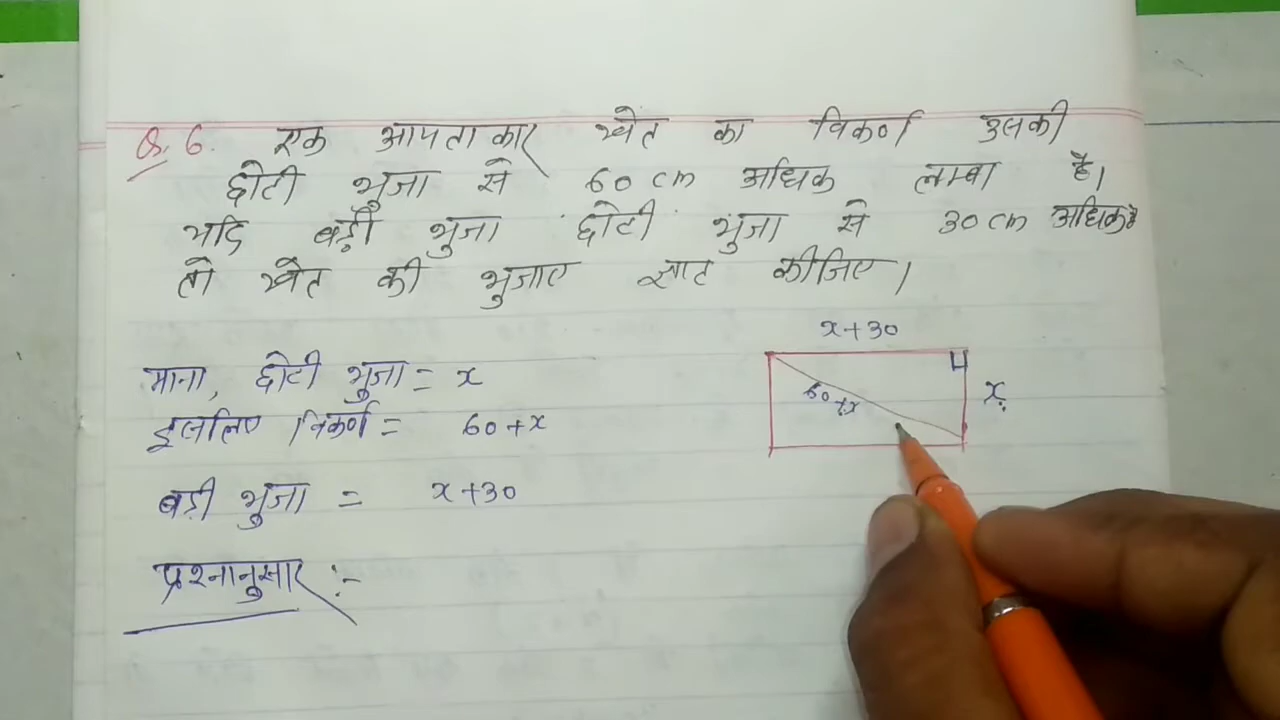 Q. 6. एक आयताकार खेत का विकर्ण उसकी
छोटी भुजा से 60 cm अधिक लम्बा है।
यदि बड़ी भुजा छोटी भुजा से 30 cm अधिक है
तो खेत की भुजाए ज्ञात कीजिए।
x+30
माना, छोटी भुजा = x
60+x
x
इसलिए विकर्ण = 60+x
बड़ी भुजा = x+30
प्रश्नानुसार :-